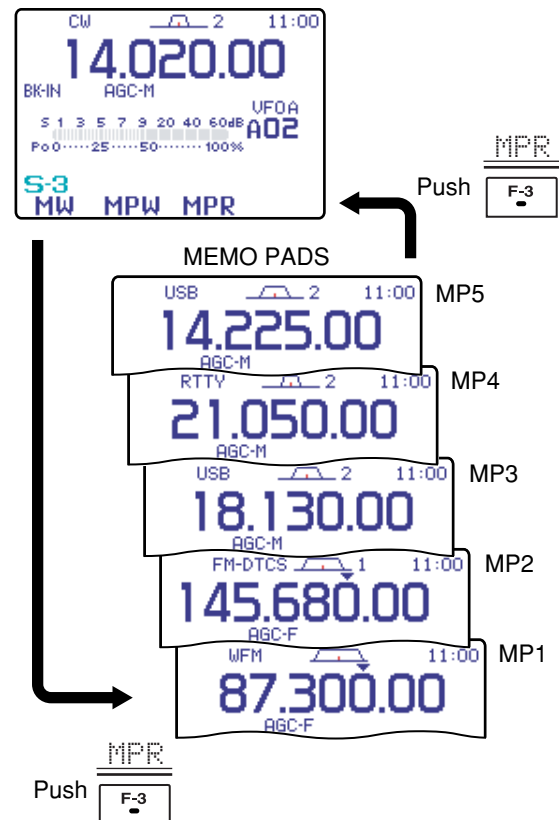 CW 2 11:00
14.020.00
BK-IN AGC-M
VFOA
S 1 3 5 7 9 20 40 60dB A02
Po0·····25·····50········100%
S-3
MW MPW MPR
MPR
Push F-3
MEMO PADS
USB 2 11:00 MP5
14.225.00
AGC-M
RTTY 2 11:00 MP4
21.050.00
AGC-M
USB 2 11:00 MP3
18.130.00
AGC-M
FM-DTCS 1 11:00 MP2
145.680.00
AGC-F
WFM 11:00 MP1
87.300.00
AGC-F
MPR
Push F-3